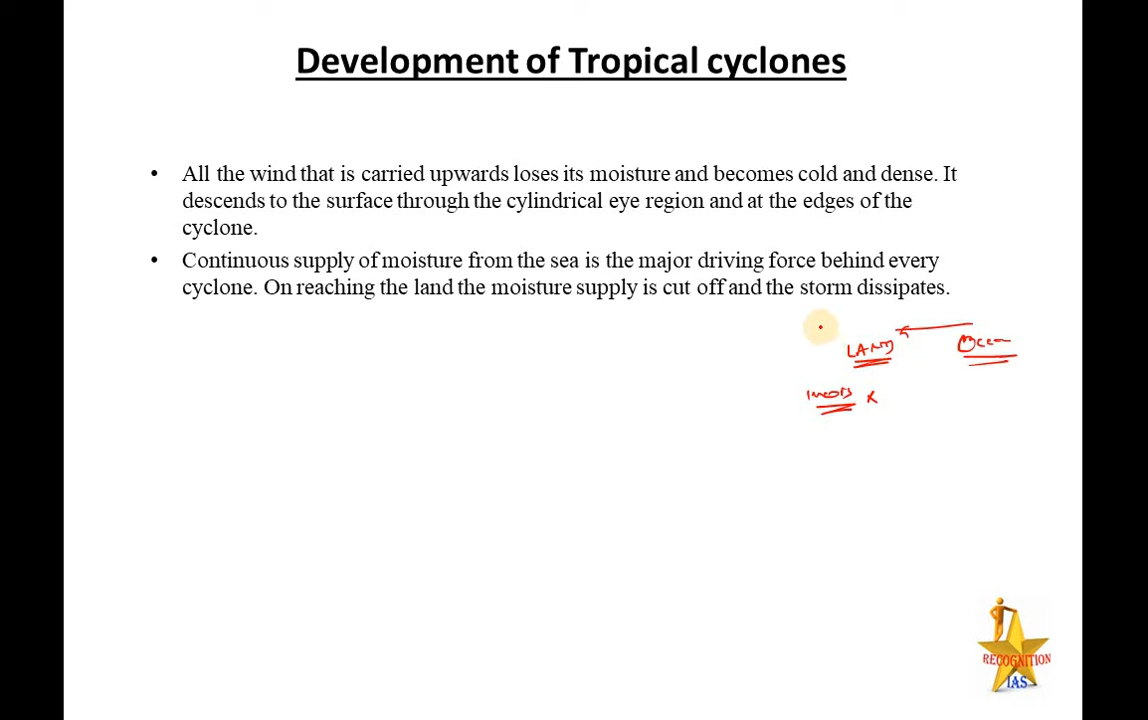 Development of Tropical cyclones
• All the wind that is carried upwards loses its moisture and becomes cold and dense. It
descends to the surface through the cylindrical eye region and at the edges of the
cyclone.
• Continuous supply of moisture from the sea is the major driving force behind every
cyclone. On reaching the land the moisture supply is cut off and the storm dissipates.
LAND
RECOGNITION
IAS